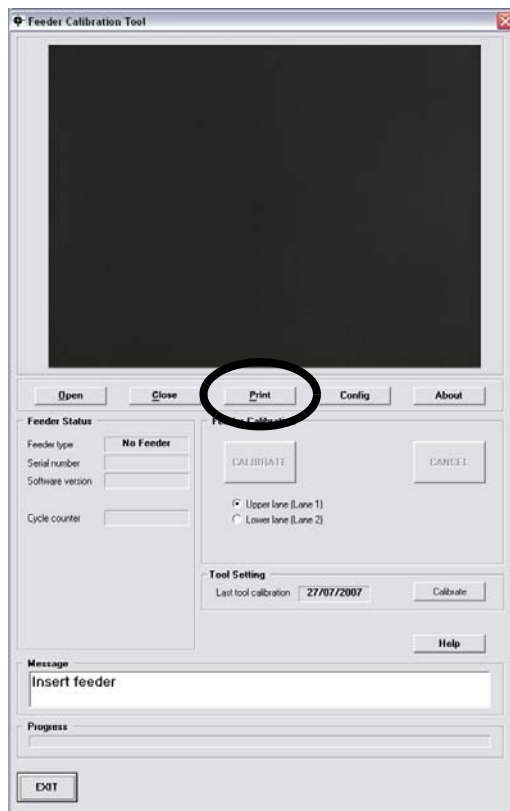 Feeder Calibration Tool
Open Close Print Config About
Feeder Status
Feeder type No Feeder
Serial number
Software version
Cycle counter
Feeder Calibration
CALIBRATE CANCEL
Upper lane (Lane 1)
Lower lane (Lane 2)
Tool Setting
Last tool calibration 27/07/2007 Calibrate
Help
Message
Insert feeder
Progress
EXIT